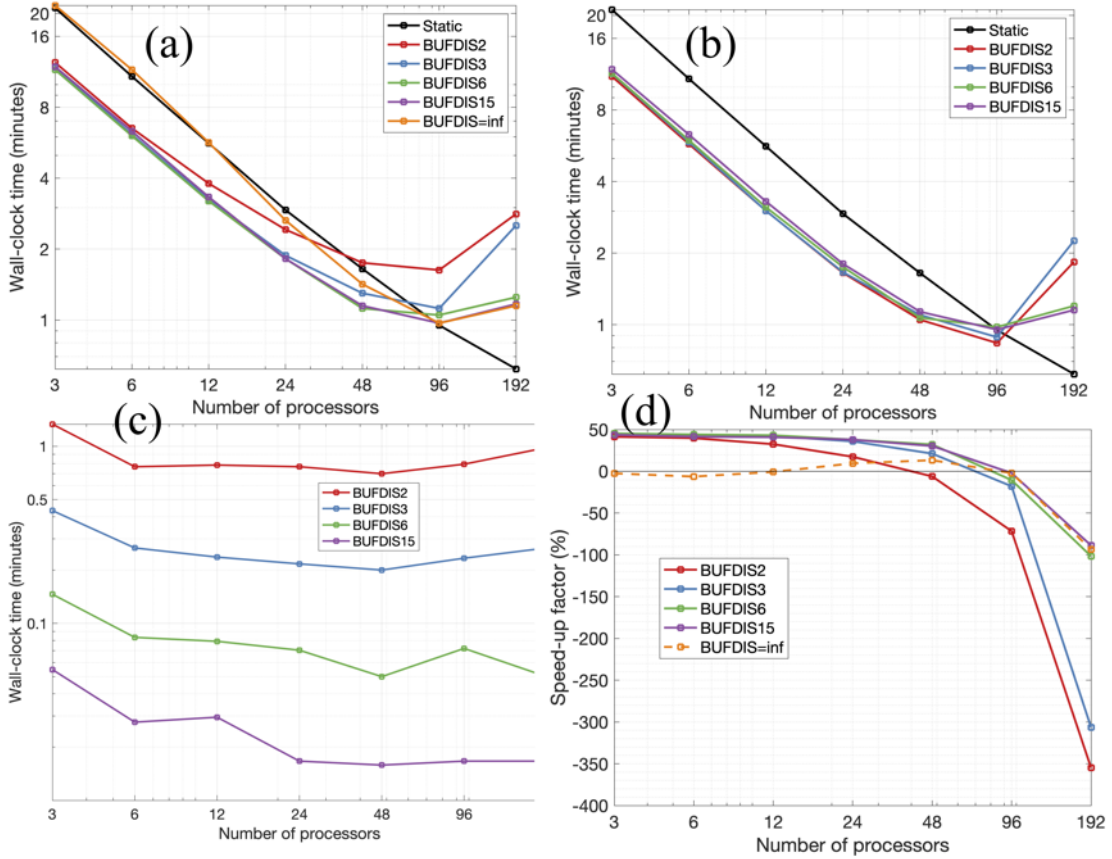 (a)
20
16
8
4
2
1
Wall-clock time (minutes)
3 6 12 24 48 96 192
Number of processors
Static
BUFDIS2
BUFDIS3
BUFDIS6
BUFDIS15
BUFDIS=inf
(b)
20
16
8
4
2
1
Wall-clock time (minutes)
3 6 12 24 48 96 192
Number of processors
Static
BUFDIS2
BUFDIS3
BUFDIS6
BUFDIS15
(c)
1
0.5
0.1
Wall-clock time (minutes)
3 6 12 24 48 96
Number of processors
BUFDIS2
BUFDIS3
BUFDIS6
BUFDIS15
(d)
50
0
-50
-100
-150
-200
-250
-300
-350
-400
Speed-up factor (%)
3 6 12 24 48 96 192
Number of processors
BUFDIS2
BUFDIS3
BUFDIS6
BUFDIS15
BUFDIS=inf